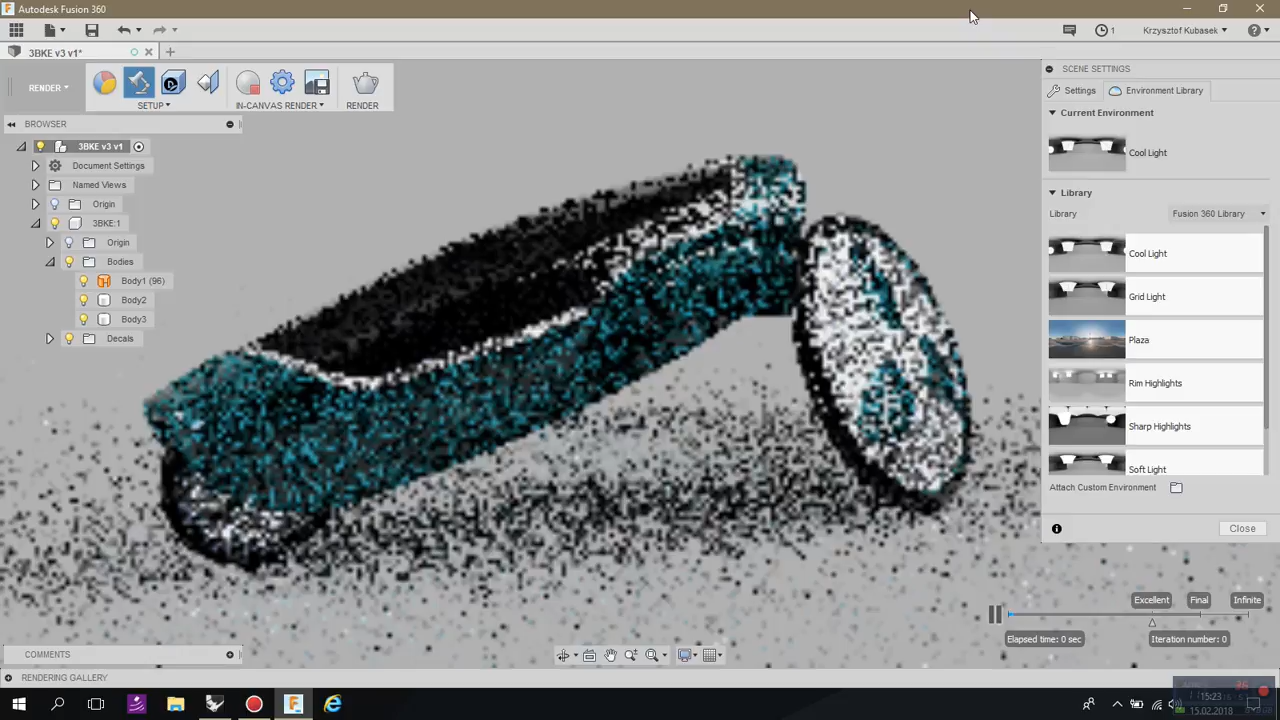 Autodesk Fusion 360
1
Krzysztof Kubasek
3BKE v3 v1*
RENDER
SETUP
IN-CANVAS RENDER
RENDER
BROWSER
3BKE v3 v1
Document Settings
Named Views
Origin
3BKE:1
Origin
Bodies
Body1 (96)
Body2
Body3
Decals
SCENE SETTINGS
Settings
Environment Library
Current Environment
Cool Light
Library
Library
Fusion 360 Library
Cool Light
Grid Light
Plaza
Rim Highlights
Sharp Highlights
Soft Light
Attach Custom Environment
Close
Excellent
Final
Infinite
Elapsed time: 0 sec
Iteration number: 0
COMMENTS
RENDERING GALLERY
15:23
15.02.2018